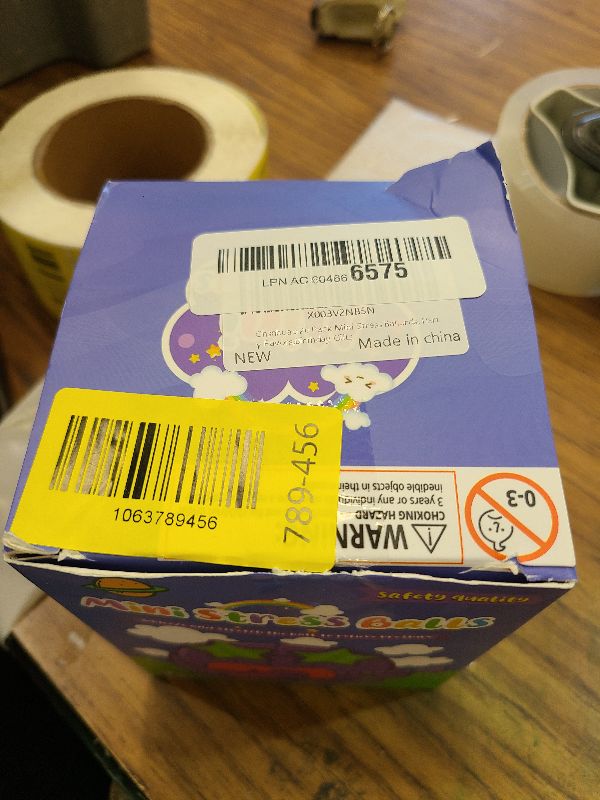 LPN AC 80486 6575
X003V2NB5N
NEW
Made in china
1063789456
789-456
0-3
WARN
CHOKING HAZARD
3 years or any individu
inedible objects in their
Safety Quality
Mini Stress Balls